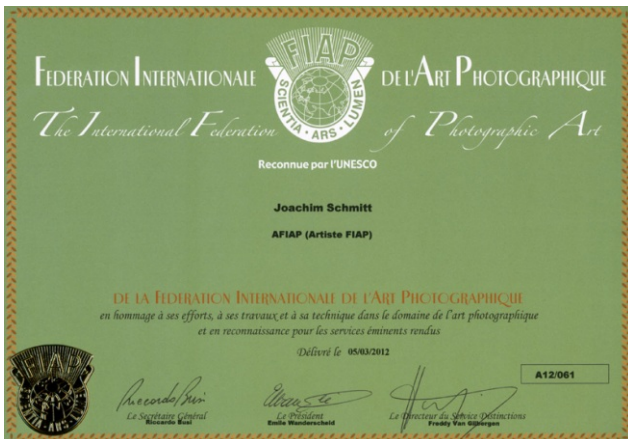 FEDERATION INTERNATIONALE DE L'ART PHOTOGRAPHIQUE
FIAP
SCIENTIA • ARS • LUMEN
The International Federation of Photographic Art
Reconnue par l'UNESCO
Joachim Schmitt
AFIAP (Artiste FIAP)
DE LA FEDERATION INTERNATIONALE DE L'ART PHOTOGRAPHIQUE
en hommage à ses efforts, à ses travaux et à sa technique dans le domaine de l'art photographique
et en reconnaissance pour les services éminents rendus
Délivré le 05/03/2012
A12/061
FIAP
Le Secrétaire Général
Riccardo Busi
Le Président
Emile Wanderscheid
Le Directeur du Service Distinctions
Freddy Van Gilbergen